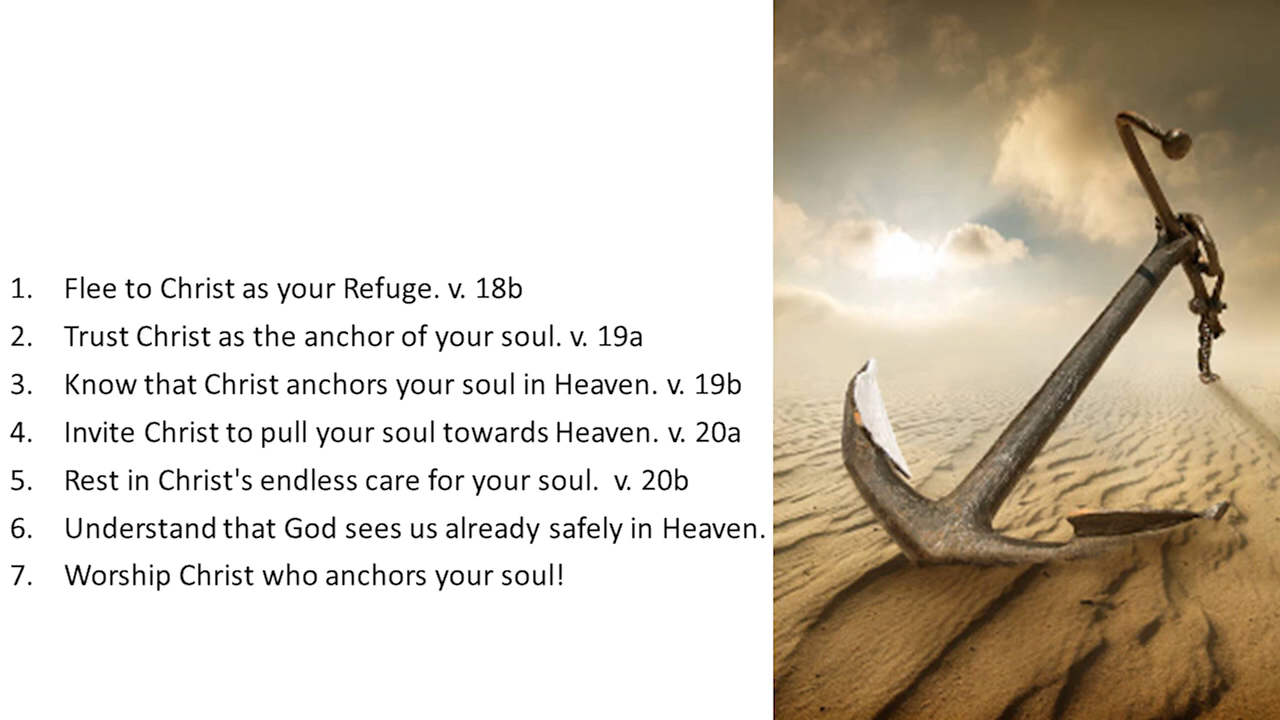 1. Flee to Christ as your Refuge. v. 18b
2. Trust Christ as the anchor of your soul. v. 19a
3. Know that Christ anchors your soul in Heaven. v. 19b
4. Invite Christ to pull your soul towards Heaven. v. 20a
5. Rest in Christ's endless care for your soul.  v. 20b
6. Understand that God sees us already safely in Heaven.
7. Worship Christ who anchors your soul!